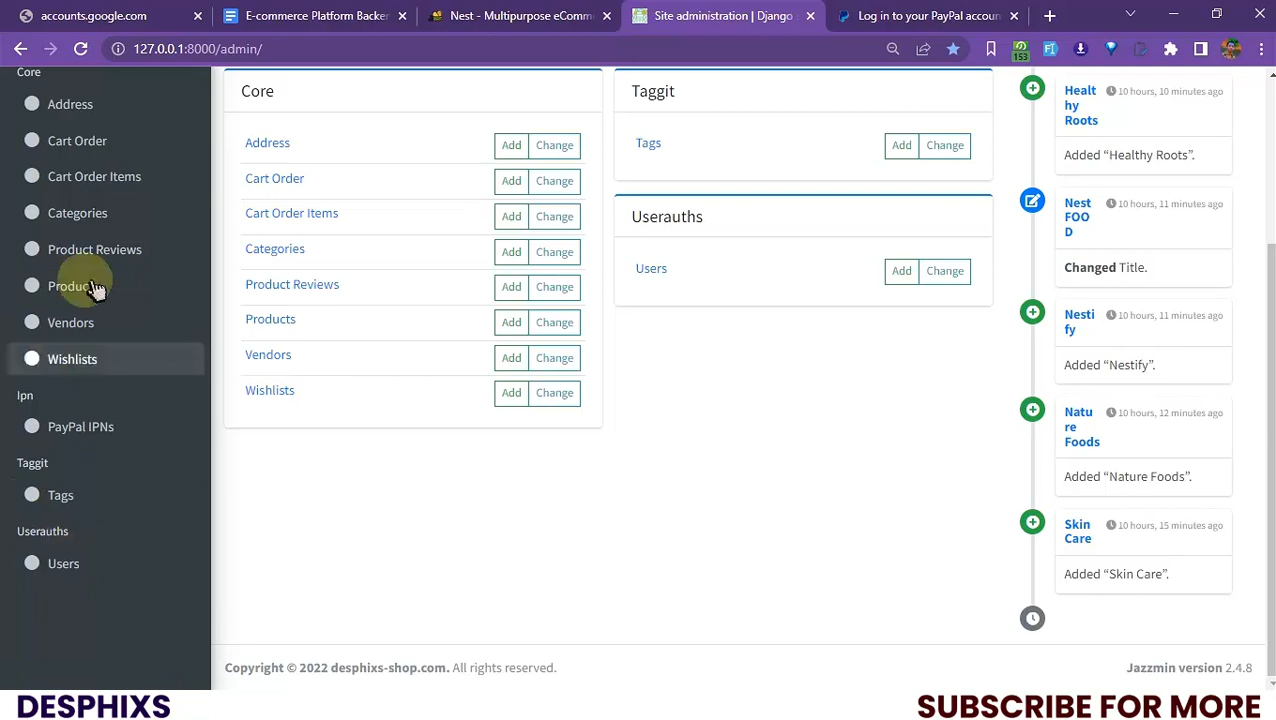 accounts.google.com
E-commerce Platform Backer
Nest - Multipurpose eComm
Site administration | Django
Log in to your PayPal accoun
127.0.0.1:8000/admin/
153
Core
Address
Cart Order
Cart Order Items
Categories
Product Reviews
Vendors
Wishlists
Ipn
PayPal IPNs
Taggit
Tags
Userauths
Users
Core
Address Add Change
Cart Order Add Change
Cart Order Items Add Change
Categories Add Change
Product Reviews Add Change
Products Add Change
Vendors Add Change
Wishlists Add Change
Taggit
Tags Add Change
Userauths
Users Add Change
Healt
hy
Roots
10 hours, 10 minutes ago
Added “Healthy Roots”.
Nest
FOO
D
10 hours, 11 minutes ago
Changed Title.
Nesti
fy
10 hours, 11 minutes ago
Added “Nestify”.
Natu
re
Foods
10 hours, 12 minutes ago
Added “Nature Foods”.
Skin
Care
10 hours, 15 minutes ago
Added “Skin Care”.
Copyright © 2022 desphixs-shop.com. All rights reserved.
Jazzmin version 2.4.8
DESPHIXS
SUBSCRIBE FOR MORE